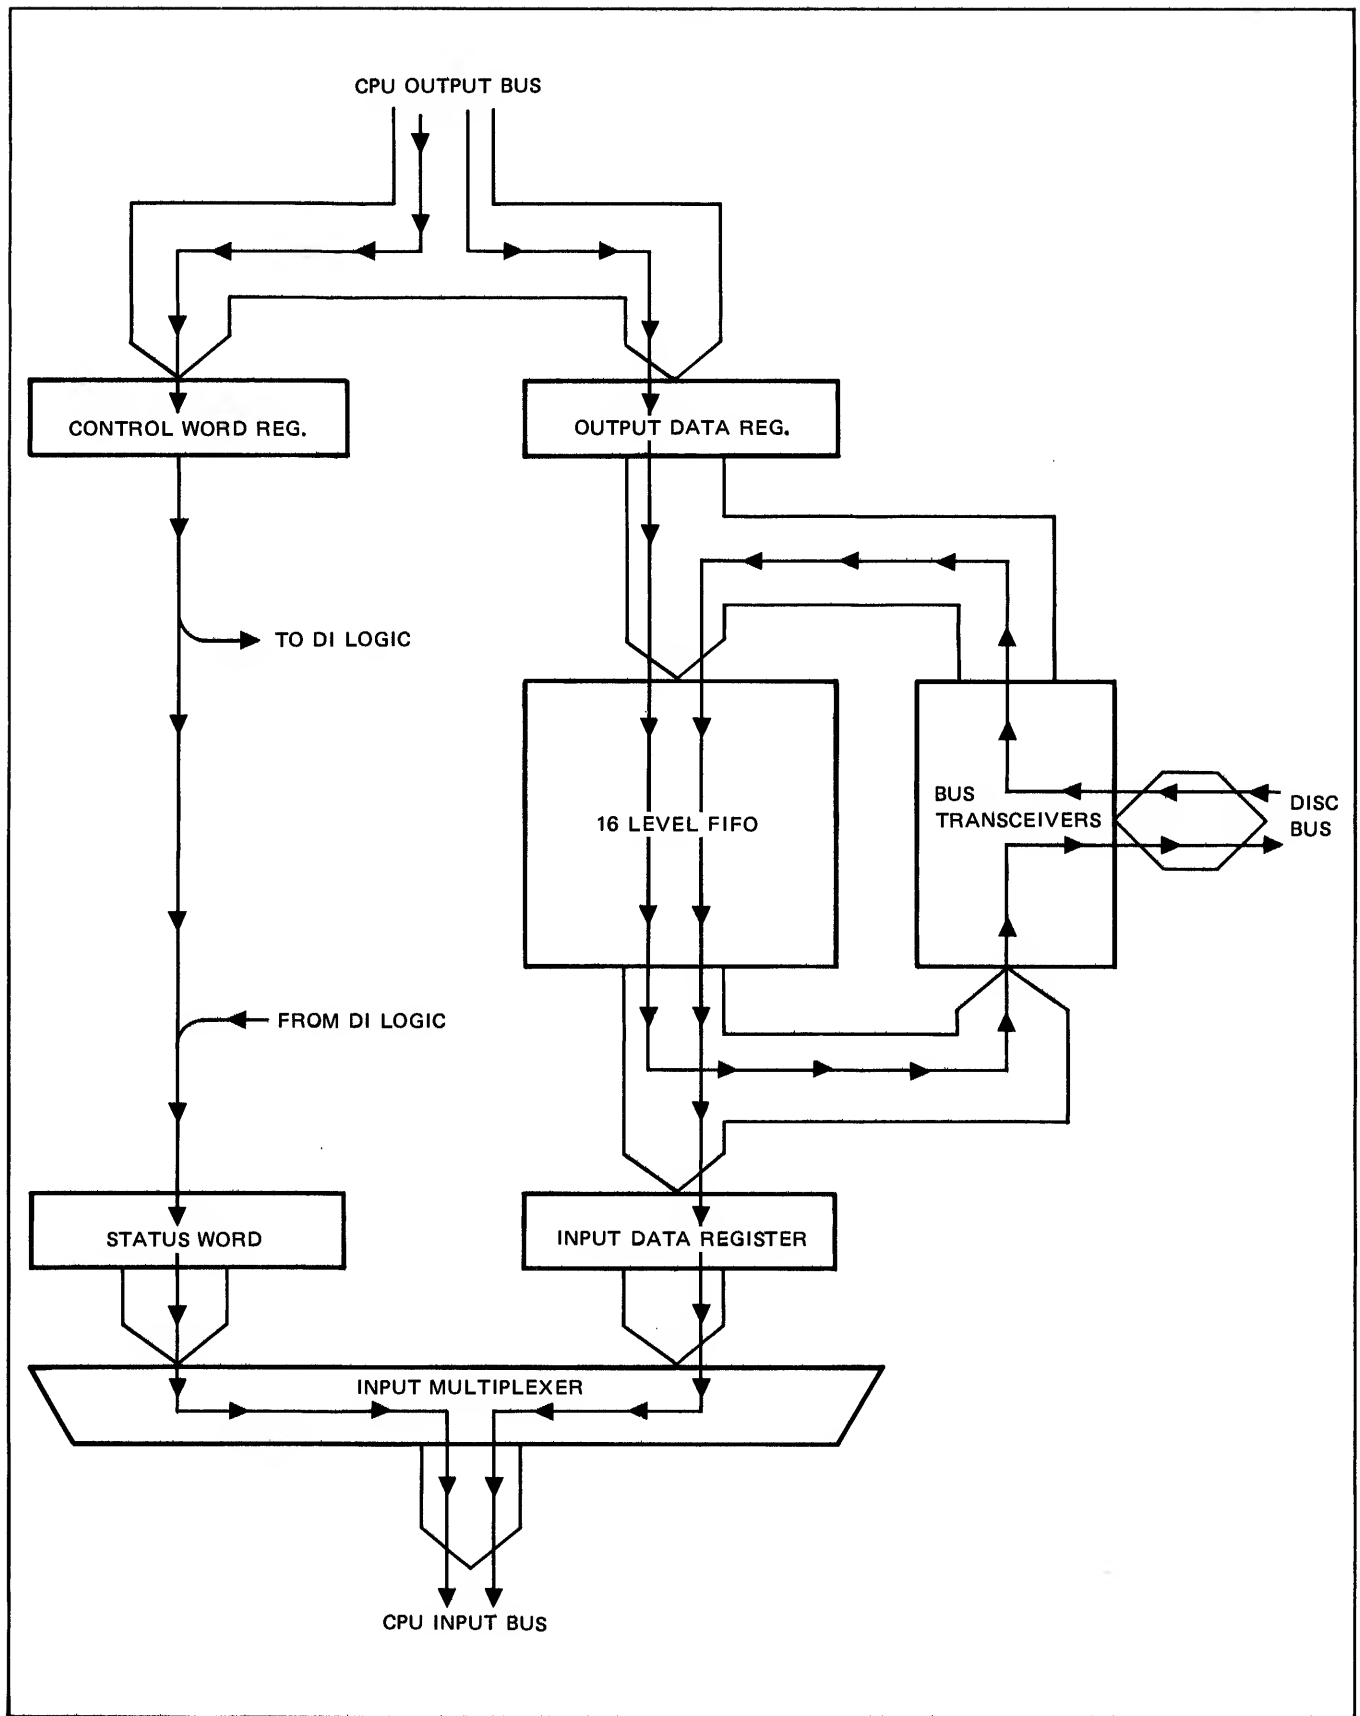 CPU OUTPUT BUS
CONTROL WORD REG.
OUTPUT DATA REG.
TO DI LOGIC
16 LEVEL FIFO
BUS
TRANSCEIVERS
DISC
BUS
FROM DI LOGIC
STATUS WORD
INPUT DATA REGISTER
INPUT MULTIPLEXER
CPU INPUT BUS